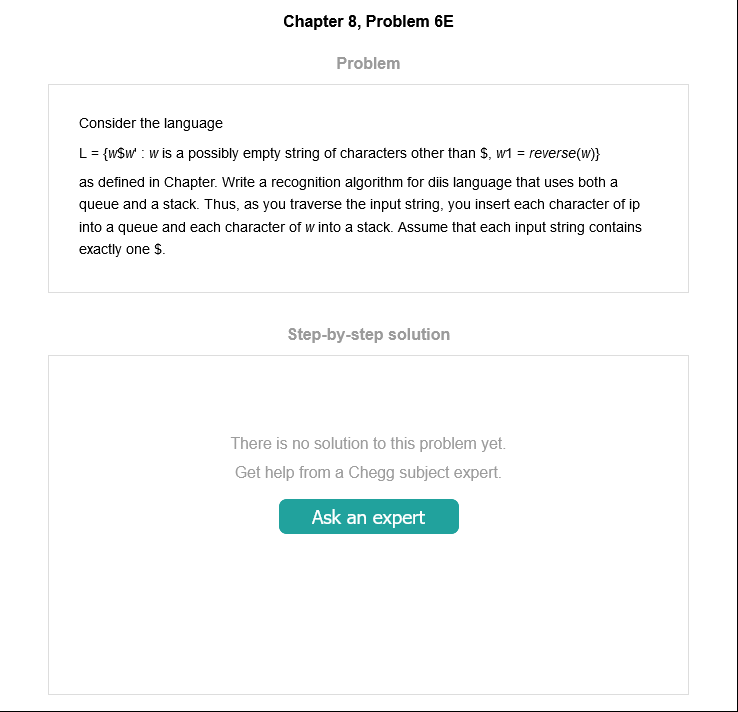 Chapter 8, Problem 6E
Problem
Consider the language
L = {w$w' : w is a possibly empty string of characters other than $, w1 = reverse(w)}
as defined in Chapter. Write a recognition algorithm for diis language that uses both a
queue and a stack. Thus, as you traverse the input string, you insert each character of ip
into a queue and each character of w into a stack. Assume that each input string contains
exactly one $.
Step-by-step solution
There is no solution to this problem yet.
Get help from a Chegg subject expert.
Ask an expert